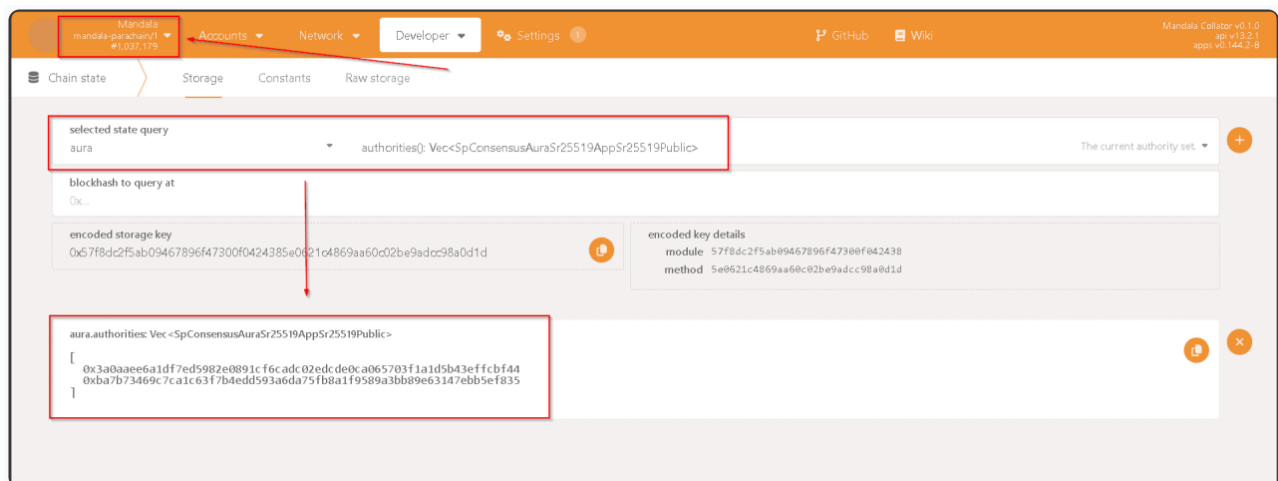 Mandala
mandala-parachain/1
#1,037,179
Accounts
Network
Developer
Settings 1
GitHub
Wiki
Mandala Collator v0.1.0
api v13.2.1
apps v0.144.2-8
Chain state
Storage
Constants
Raw storage
selected state query
aura
authorities(): Vec<SpConsensusAuraSr25519AppSr25519Public>
The current authority set.
blockhash to query at
0x...
encoded storage key
0x57f8dc2f5ab09467896f47300f0424385e0621c4869aa60c02be9adcc98a0d1d
encoded key details
module 57f8dc2f5ab09467896f47300f042438
method 5e0621c4869aa60c02be9adcc98a0d1d
aura.authorities: Vec<SpConsensusAuraSr25519AppSr25519Public>
[
0x3a0aaee6a1df7ed5982e0891cf6cadc02edcde0ca065703f1a1d5b43effcbf44
0xba7b73469c7ca1c63f7b4edd593a6da75fb8a1f9589a3bb89e63147ebb5ef835
]